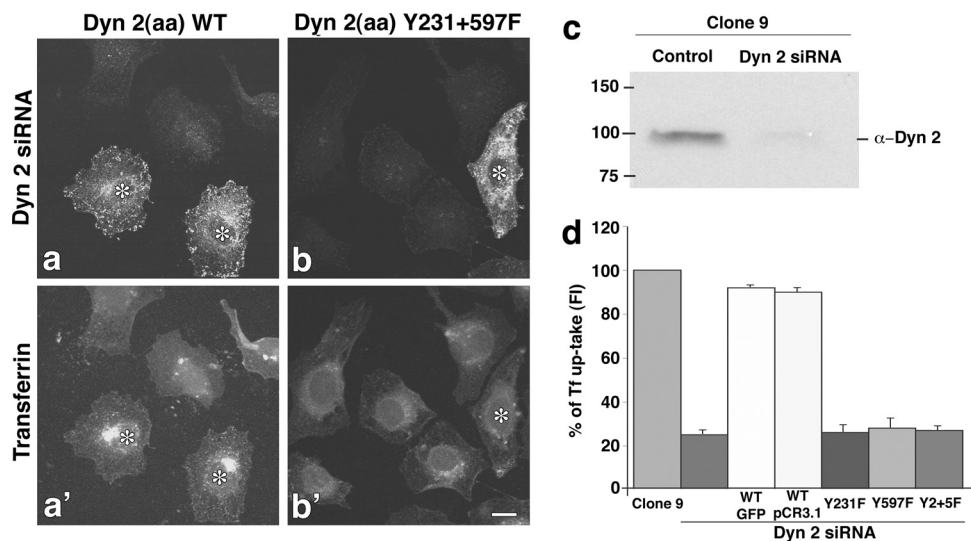 Dyn 2(aa) WT
Dyn 2(aa) Y231+597F
Dyn 2 siRNA
Transferrin
a
*
*
b
*
a'
*
*
b'
*
c
Clone 9
Control
Dyn 2 siRNA
150
100
75
α–Dyn 2
d
% of Tf up-take (FI)
120
100
80
60
40
20
0
Clone 9
WT GFP
WT pCR3.1
Y231F
Y597F
Y2+5F
Dyn 2 siRNA